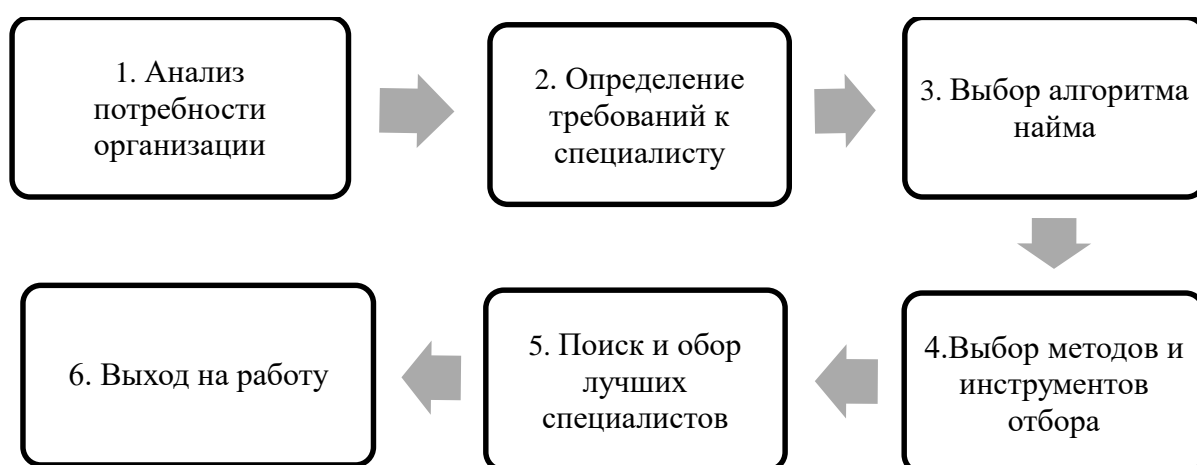 1. Анализ
потребности
организации
2. Определение
требований к
специалисту
3. Выбор алгоритма
найма
4.Выбор методов и
инструментов
отбора
5. Поиск и обор
лучших
специалистов
6. Выход на работу